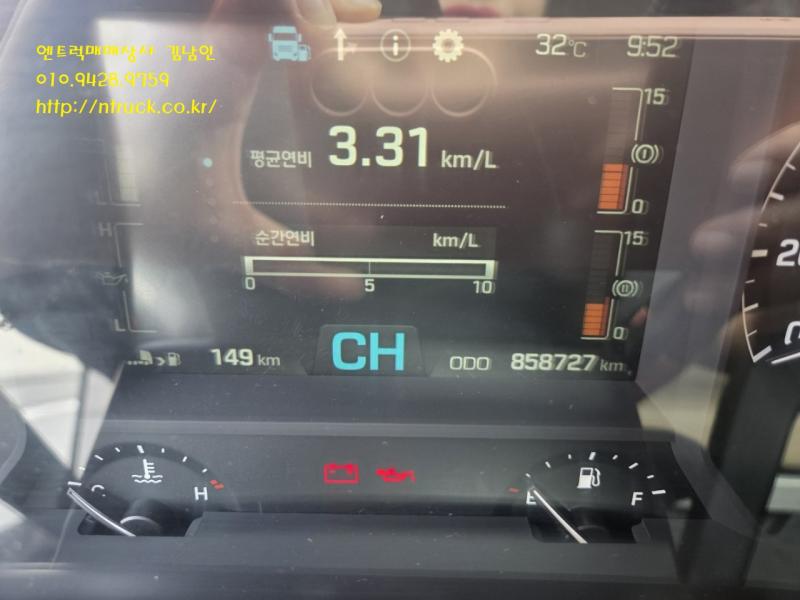 엔트럭매매상사 김남인
010.9428.9759
http://ntruck.co.kr/
32℃
9:52
15
평균연비 3.31 km/L
0
H
순간연비 km/L
15
0 5 10
L
0
149 km
CH
ODO 858727 km
20
C
H
E
F